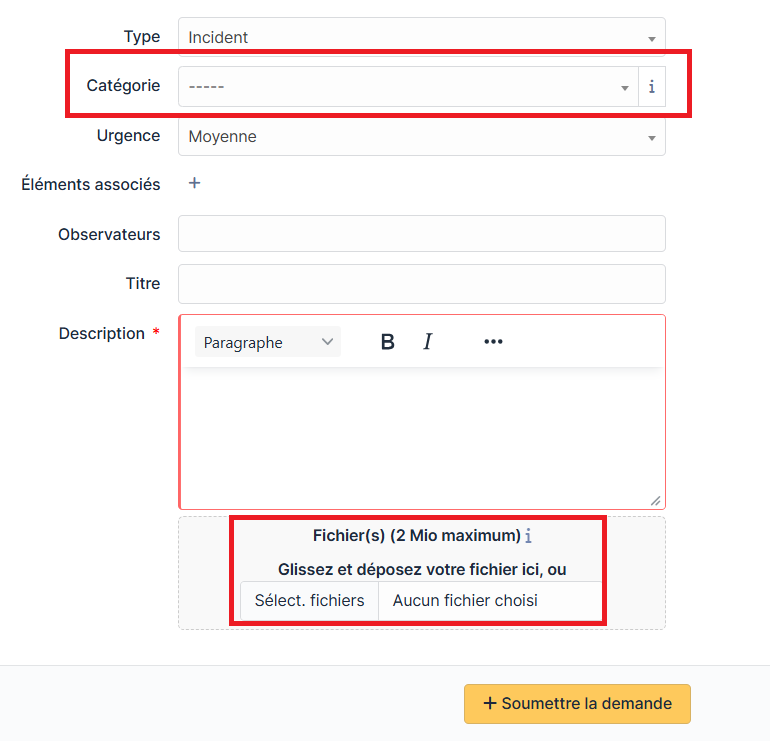 Type Incident
Catégorie ----- i
Urgence Moyenne
Éléments associés +
Observateurs
Titre
Description *
Paragraphe B I •••
Fichier(s) (2 Mio maximum) i
Glissez et déposez votre fichier ici, ou
Sélect. fichiers Aucun fichier choisi
+ Soumettre la demande